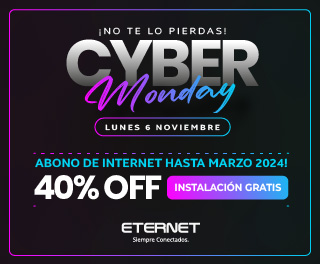 ¡NO TE LO PIERDAS!
CYBER
Monday
LUNES 6 NOVIEMBRE
ABONO DE INTERNET HASTA MARZO 2024!
40% OFF INSTALACIÓN GRATIS
ETERNET
Siempre Conectados.